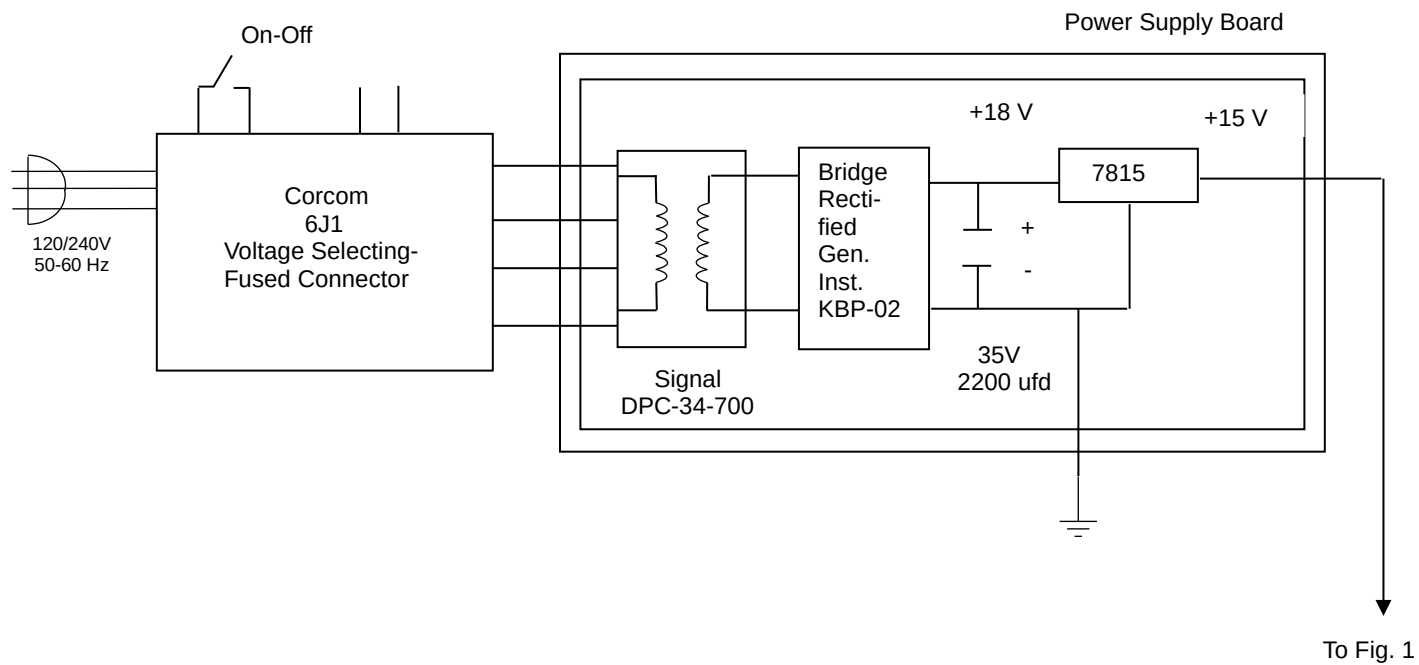 Power Supply Board
On-Off
+18 V
+15 V
120/240V
50-60 Hz
Corcom
6J1
Voltage Selecting-
Fused Connector
Signal
DPC-34-700
Bridge
Recti-
fied
Gen.
Inst.
KBP-02
7815
+
-
35V
2200 ufd
To Fig. 1